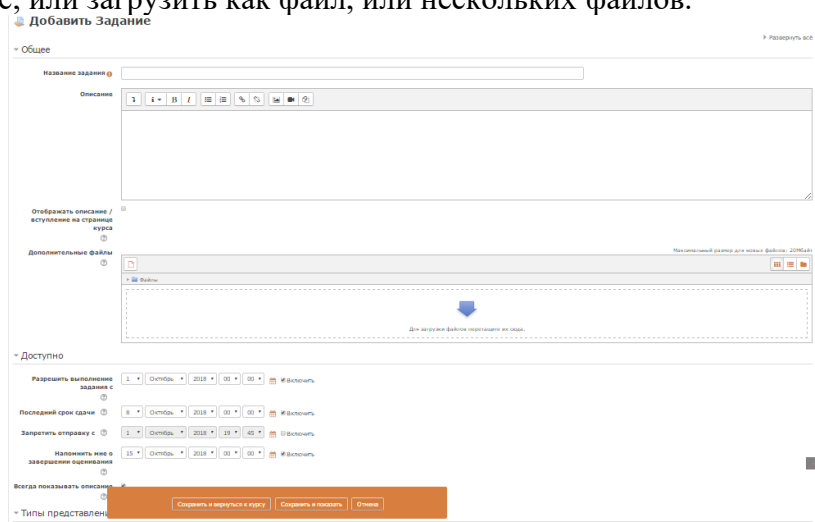 с, или загрузить как файл, или нескольких файлов.
Добавить Задание
Развернуть всё
Общее
Название задания
Описание
B I
Отображать описание /
вступление на странице
курса
Максимальный размер для новых файлов: 20Мбайт
Дополнительные файлы
Файлы
Для загрузки файлов перетащите их сюда.
Доступно
Разрешить выполнение
задания с
1 Октябрь 2018 00 00 Включить
Последний срок сдачи 8 Октябрь 2018 00 00 Включить
Запретить отправку с 1 Октябрь 2018 19 45 Включить
Напомнить мне о
завершении оценивания
15 Октябрь 2018 00 00 Включить
Всегда показывать описание
Сохранить и вернуться к курсу Сохранить и показать Отмена
Типы представлен